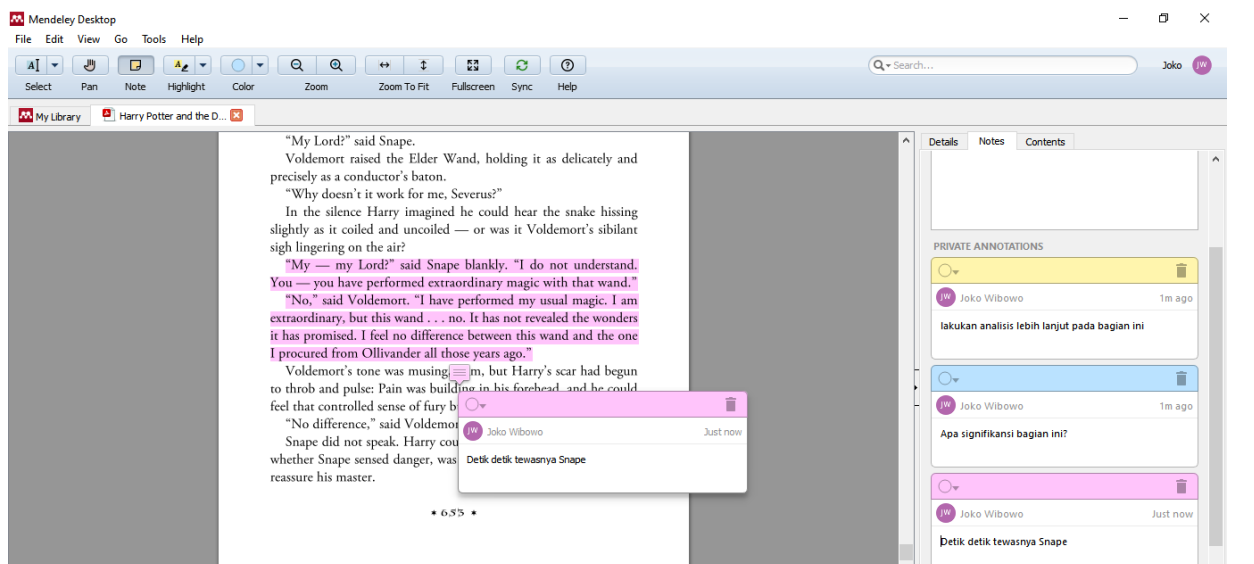 Mendeley Desktop
File Edit View Go Tools Help
Search...
Joko JW
Select Pan Note Highlight Color Zoom Zoom To Fit Fullscreen Sync Help
My Library Harry Potter and the D...
Details Notes Contents
“My Lord?” said Snape.
Voldemort raised the Elder Wand, holding it as delicately and
precisely as a conductor’s baton.
“Why doesn’t it work for me, Severus?”
In the silence Harry imagined he could hear the snake hissing
slightly as it coiled and uncoiled — or was it Voldemort’s sibilant
sigh lingering on the air?
“My — my Lord?” said Snape blankly. “I do not understand.
You — you have performed extraordinary magic with that wand.”
“No,” said Voldemort. “I have performed my usual magic. I am
extraordinary, but this wand . . . no. It has not revealed the wonders
it has promised. I feel no difference between this wand and the one
I procured from Ollivander all those years ago.”
Voldemort’s tone was musing, m, but Harry’s scar had begun
to throb and pulse: Pain was building in his forehead, and he could
feel that controlled sense of fury b
“No difference,” said Voldemor
Snape did not speak. Harry cou
whether Snape sensed danger, was
reassure his master.
* 653 *
JW Joko Wibowo Just now
Detik detik tewasnya Snape
PRIVATE ANNOTATIONS
JW Joko Wibowo 1m ago
lakukan analisis lebih lanjut pada bagian ini
JW Joko Wibowo 1m ago
Apa signifikansi bagian ini?
JW Joko Wibowo Just now
Detik detik tewasnya Snape